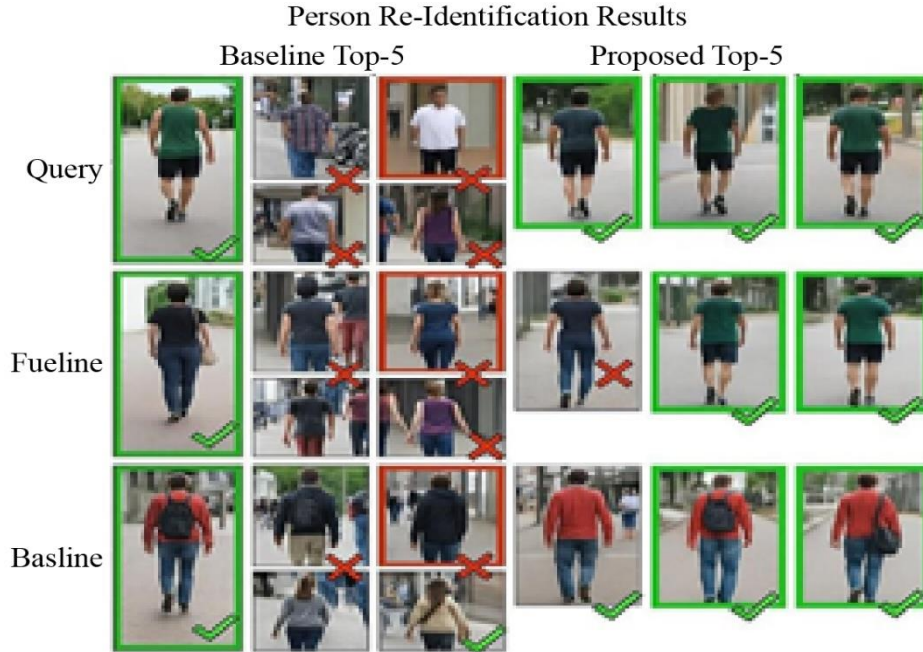 Person Re-Identification Results
Baseline Top-5
Proposed Top-5
Query
Fueline
Basline